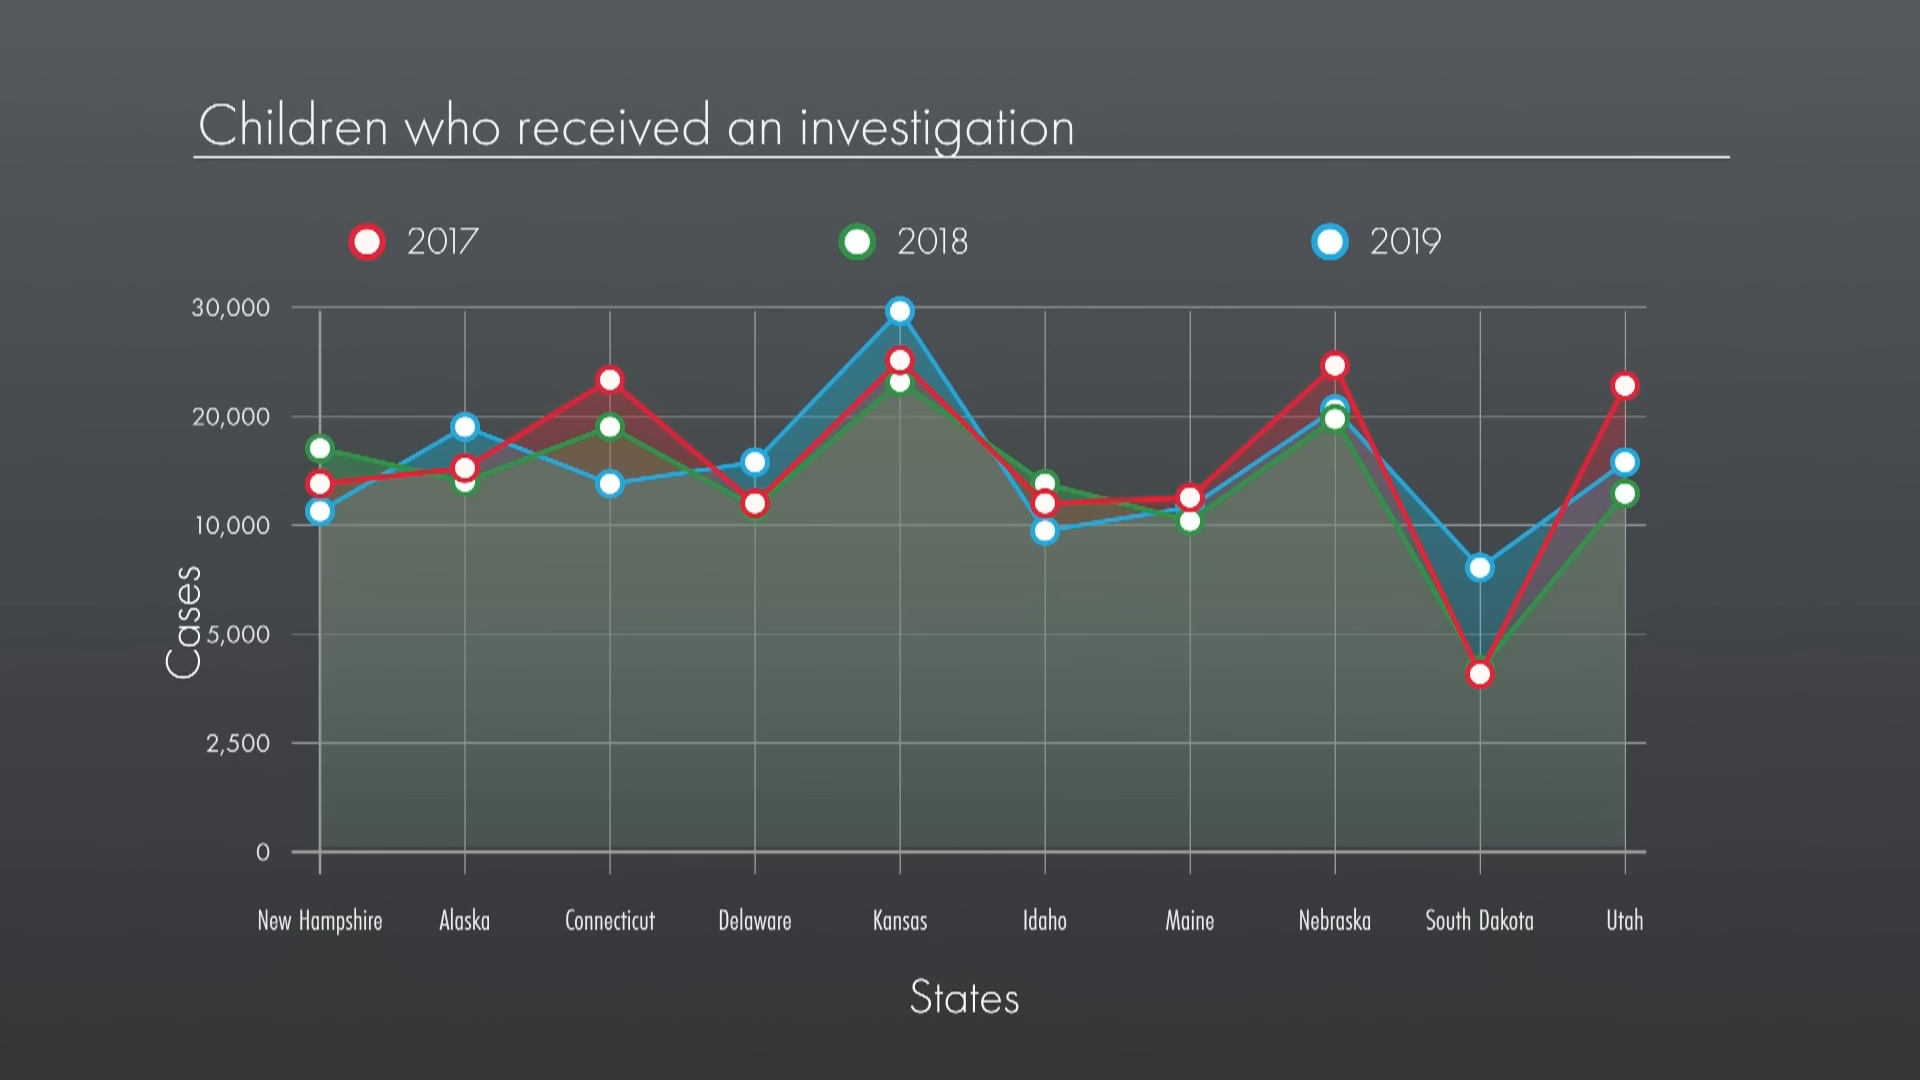 Children who received an investigation
2017
2018
2019
30,000
20,000
10,000
5,000
2,500
0
Cases
New Hampshire
Alaska
Connecticut
Delaware
Kansas
Idaho
Maine
Nebraska
South Dakota
Utah
States